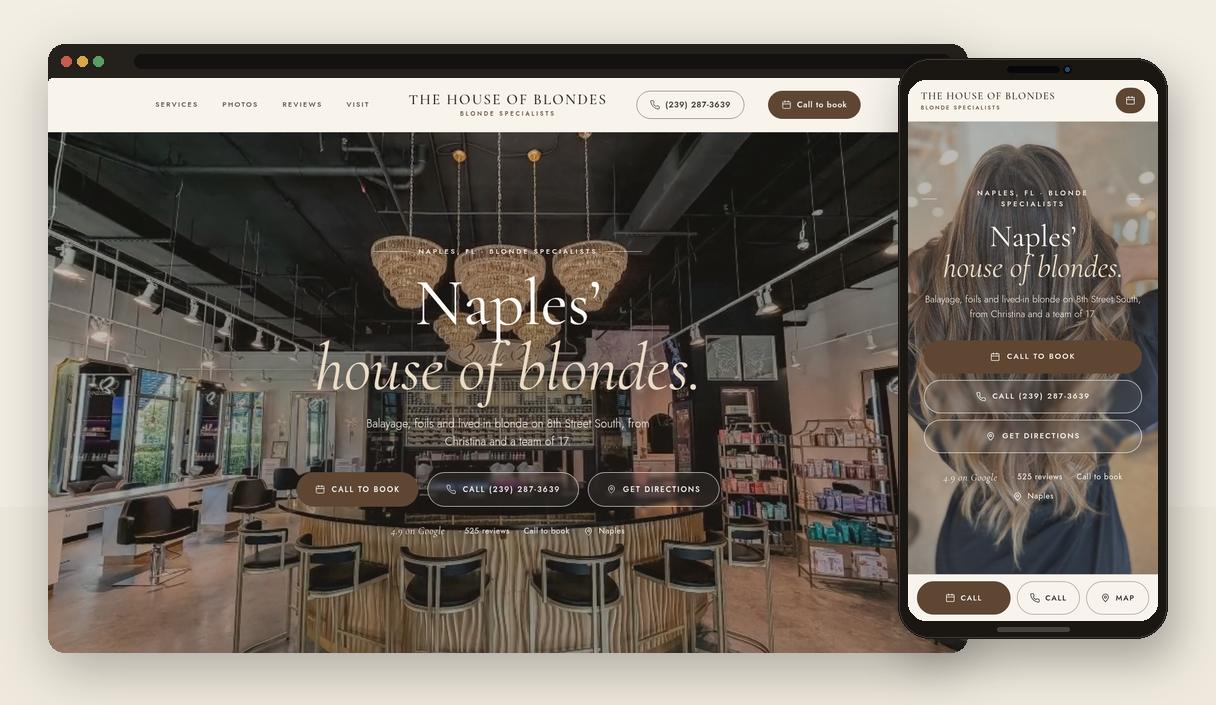 SERVICES
PHOTOS
REVIEWS
VISIT
THE HOUSE OF BLONDES
BLONDE SPECIALISTS
(239) 287-3639
Call to book
NAPLES, FL · BLONDE SPECIALISTS
Naples’
house of blondes.
Balayage, foils and lived-in blonde on 8th Street South, from
Christina and a team of 17.
CALL TO BOOK
CALL (239) 287-3639
GET DIRECTIONS
4.9 on Google · 525 reviews · Call to book Naples
THE HOUSE OF BLONDES
BLONDE SPECIALISTS
NAPLES, FL · BLONDE
SPECIALISTS
Naples’
house of blondes.
Balayage, foils and lived-in blonde on 8th Street South,
from Christina and a team of 17.
CALL TO BOOK
CALL (239) 287-3639
GET DIRECTIONS
4.9 on Google · 525 reviews · Call to book
Naples
CALL
CALL
MAP